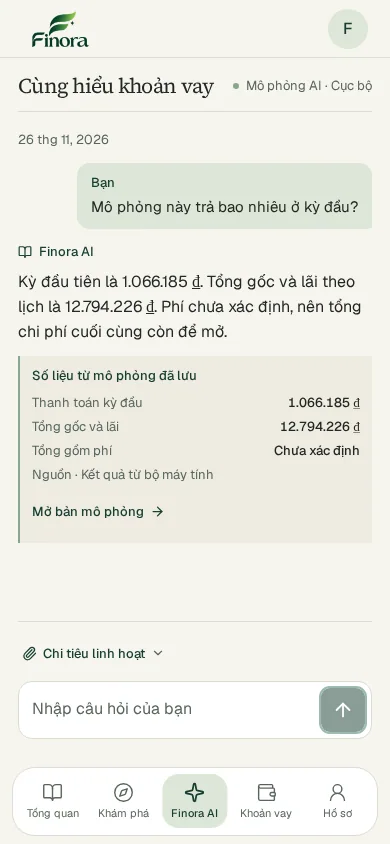 Finora
F
Cùng hiểu khoản vay
Mô phỏng AI · Cục bộ
26 thg 11, 2026
Bạn
Mô phỏng này trả bao nhiêu ở kỳ đầu?
Finora AI
Kỳ đầu tiên là 1.066.185 ₫. Tổng gốc và lãi theo
lịch là 12.794.226 ₫. Phí chưa xác định, nên tổng
chi phí cuối cùng còn để mở.
Số liệu từ mô phỏng đã lưu
Thanh toán kỳ đầu 1.066.185 ₫
Tổng gốc và lãi 12.794.226 ₫
Tổng gồm phí Chưa xác định
Nguồn · Kết quả từ bộ máy tính
Mở bản mô phỏng →
Chi tiêu linh hoạt
Nhập câu hỏi của bạn
Tổng quan Khám phá Finora AI Khoản vay Hồ sơ